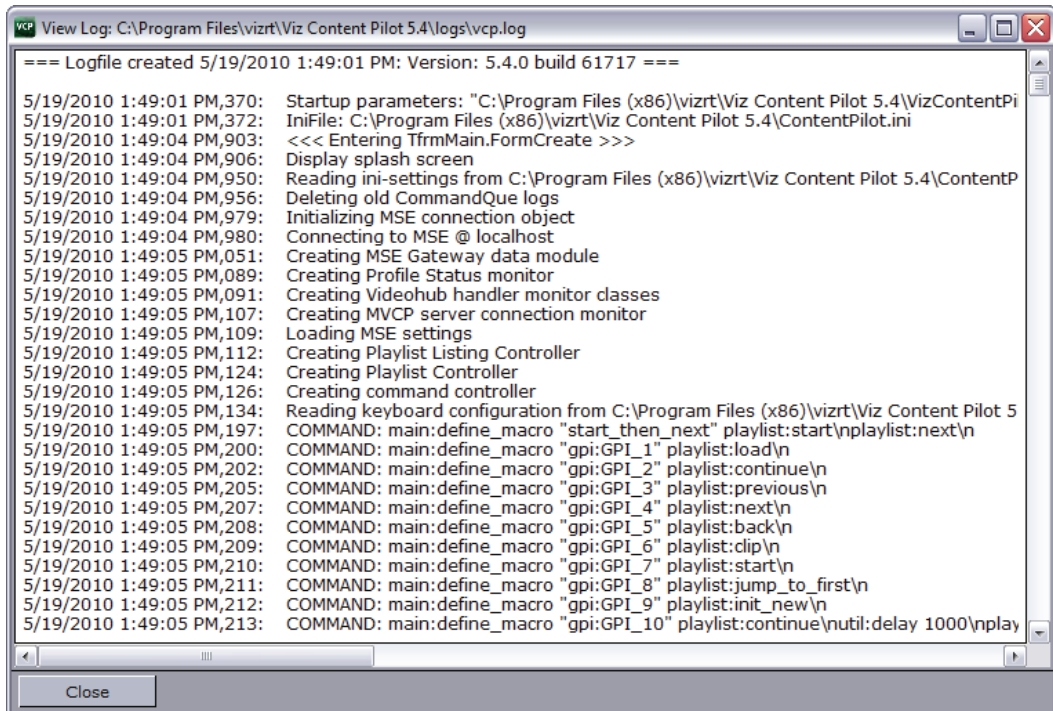 VCP View Log: C:\Program Files\vizrt\Viz Content Pilot 5.4\logs\vcp.log
=== Logfile created 5/19/2010 1:49:01 PM: Version: 5.4.0 build 61717 ===
5/19/2010 1:49:01 PM,370: Startup parameters: "C:\Program Files (x86)\vizrt\Viz Content Pilot 5.4\VizContentPi
5/19/2010 1:49:01 PM,372: IniFile: C:\Program Files (x86)\vizrt\Viz Content Pilot 5.4\ContentPilot.ini
5/19/2010 1:49:04 PM,903: <<< Entering TfrmMain.FormCreate >>>
5/19/2010 1:49:04 PM,906: Display splash screen
5/19/2010 1:49:04 PM,950: Reading ini-settings from C:\Program Files (x86)\vizrt\Viz Content Pilot 5.4\ContentP
5/19/2010 1:49:04 PM,956: Deleting old CommandQue logs
5/19/2010 1:49:04 PM,979: Initializing MSE connection object
5/19/2010 1:49:04 PM,980: Connecting to MSE @ localhost
5/19/2010 1:49:05 PM,051: Creating MSE Gateway data module
5/19/2010 1:49:05 PM,089: Creating Profile Status monitor
5/19/2010 1:49:05 PM,091: Creating Videohub handler monitor classes
5/19/2010 1:49:05 PM,107: Creating MVCP server connection monitor
5/19/2010 1:49:05 PM,109: Loading MSE settings
5/19/2010 1:49:05 PM,112: Creating Playlist Listing Controller
5/19/2010 1:49:05 PM,124: Creating Playlist Controller
5/19/2010 1:49:05 PM,126: Creating command controller
5/19/2010 1:49:05 PM,134: Reading keyboard configuration from C:\Program Files (x86)\vizrt\Viz Content Pilot 5
5/19/2010 1:49:05 PM,197: COMMAND: main:define_macro "start_then_next" playlist:start\nplaylist:next\n
5/19/2010 1:49:05 PM,200: COMMAND: main:define_macro "gpi:GPI_1" playlist:load\n
5/19/2010 1:49:05 PM,202: COMMAND: main:define_macro "gpi:GPI_2" playlist:continue\n
5/19/2010 1:49:05 PM,205: COMMAND: main:define_macro "gpi:GPI_3" playlist:previous\n
5/19/2010 1:49:05 PM,207: COMMAND: main:define_macro "gpi:GPI_4" playlist:next\n
5/19/2010 1:49:05 PM,208: COMMAND: main:define_macro "gpi:GPI_5" playlist:back\n
5/19/2010 1:49:05 PM,209: COMMAND: main:define_macro "gpi:GPI_6" playlist:clip\n
5/19/2010 1:49:05 PM,210: COMMAND: main:define_macro "gpi:GPI_7" playlist:start\n
5/19/2010 1:49:05 PM,211: COMMAND: main:define_macro "gpi:GPI_8" playlist:jump_to_first\n
5/19/2010 1:49:05 PM,212: COMMAND: main:define_macro "gpi:GPI_9" playlist:init_new\n
5/19/2010 1:49:05 PM,213: COMMAND: main:define_macro "gpi:GPI_10" playlist:continue\nutil:delay 1000\nplay
Close